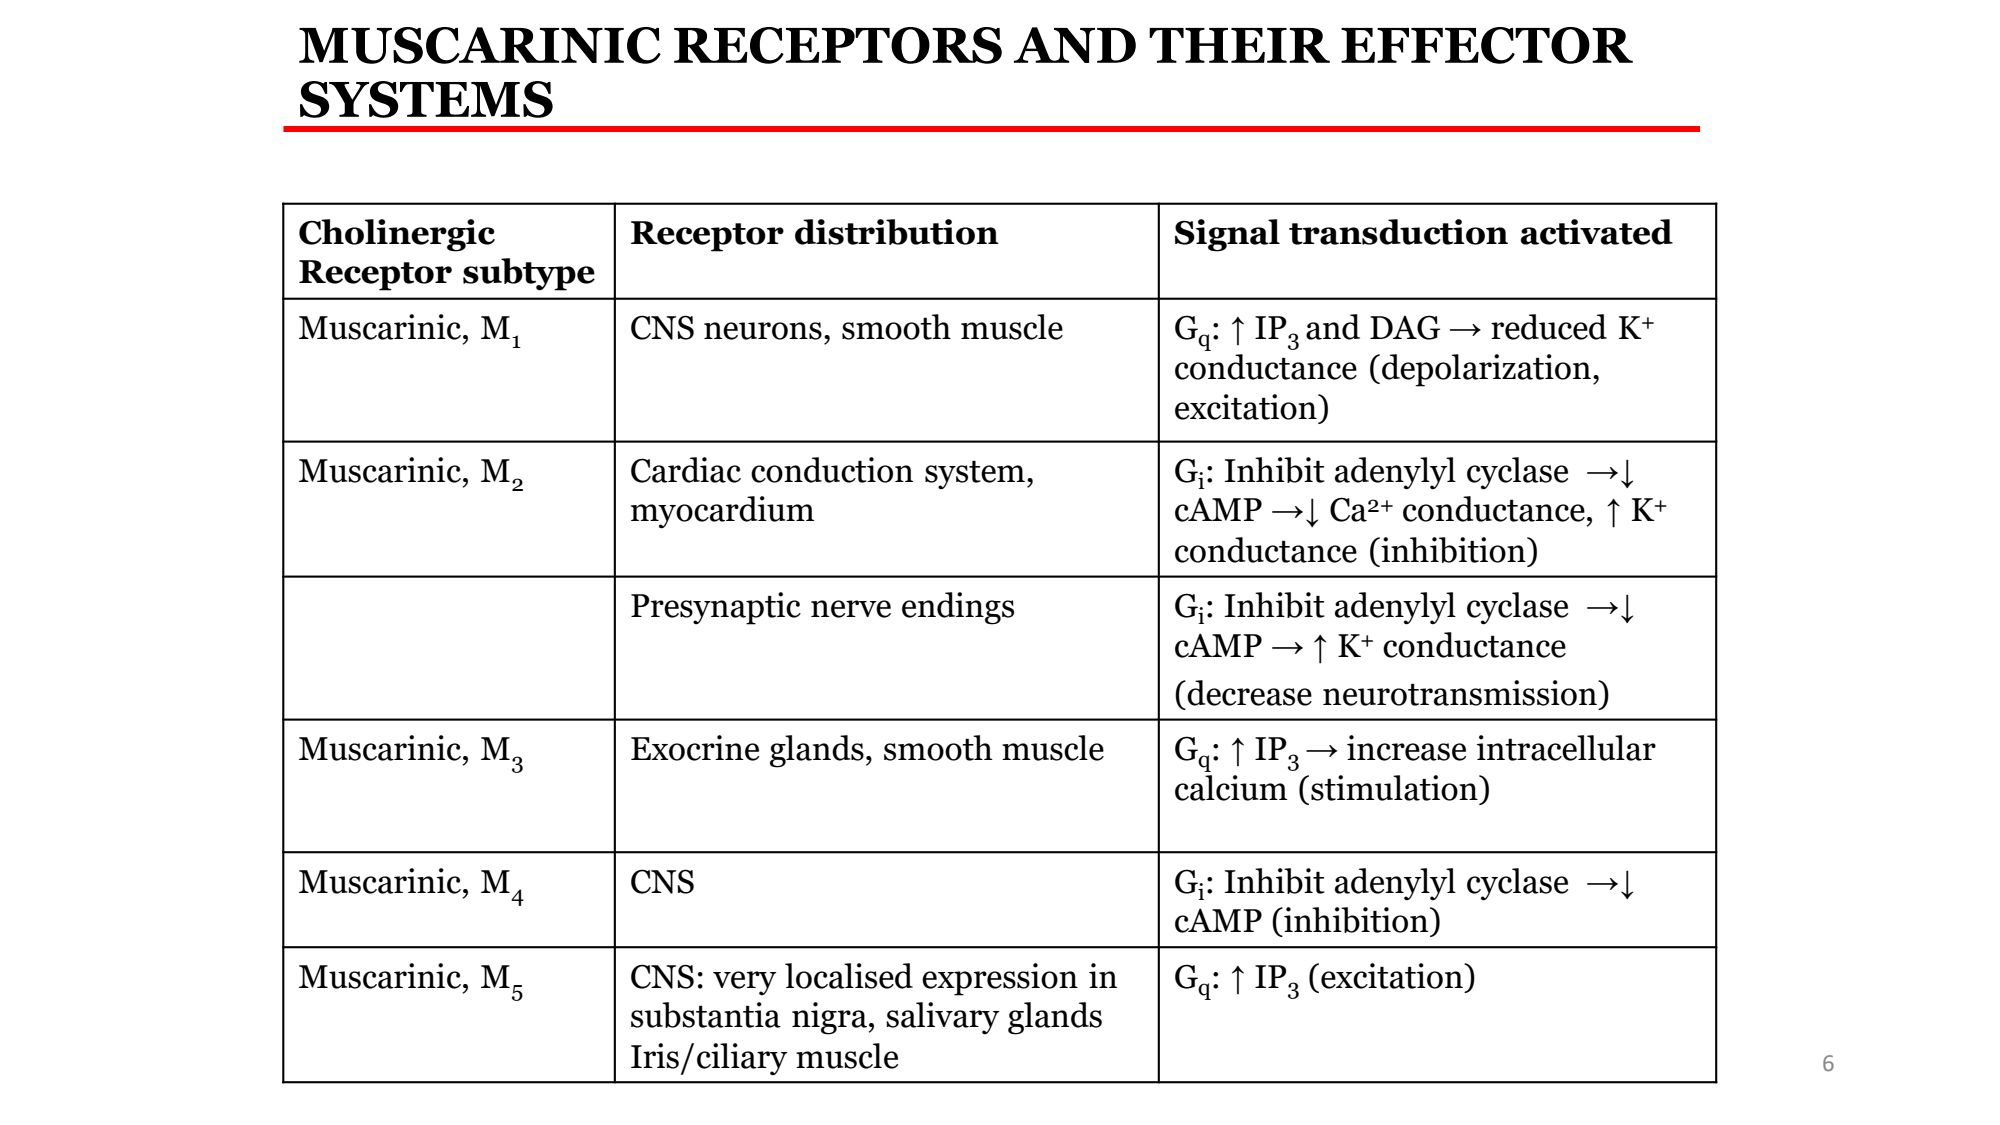 MUSCARINIC RECEPTORS AND THEIR EFFECTOR
SYSTEMS
Cholinergic
Receptor subtype
Receptor distribution
Signal transduction activated
Muscarinic, M₁
CNS neurons, smooth muscle
G_q: ↑ IP₃ and DAG → reduced K⁺
conductance (depolarization,
excitation)
Muscarinic, M₂
Cardiac conduction system,
myocardium
Gᵢ: Inhibit adenylyl cyclase →↓
cAMP →↓ Ca²⁺ conductance, ↑ K⁺
conductance (inhibition)
Presynaptic nerve endings
Gᵢ: Inhibit adenylyl cyclase →↓
cAMP → ↑ K⁺ conductance
(decrease neurotransmission)
Muscarinic, M₃
Exocrine glands, smooth muscle
G_q: ↑ IP₃ → increase intracellular
calcium (stimulation)
Muscarinic, M₄
CNS
Gᵢ: Inhibit adenylyl cyclase →↓
cAMP (inhibition)
Muscarinic, M₅
CNS: very localised expression in
substantia nigra, salivary glands
Iris/ciliary muscle
G_q: ↑ IP₃ (excitation)
6